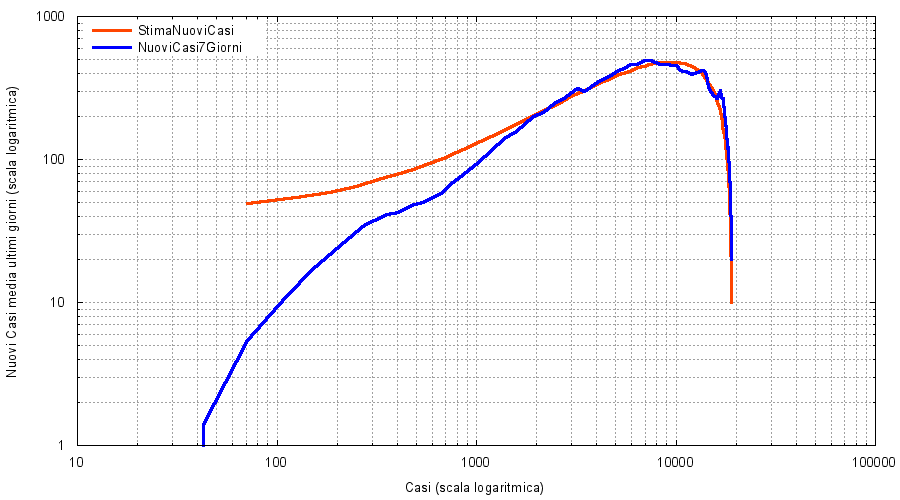 1000
StimaNuoviCasi
NuoviCasi7Giorni
100
10
1
Nuovi Casi media ultimi giorni (scala logaritmica)
10
100
1000
10000
100000
Casi (scala logaritmica)